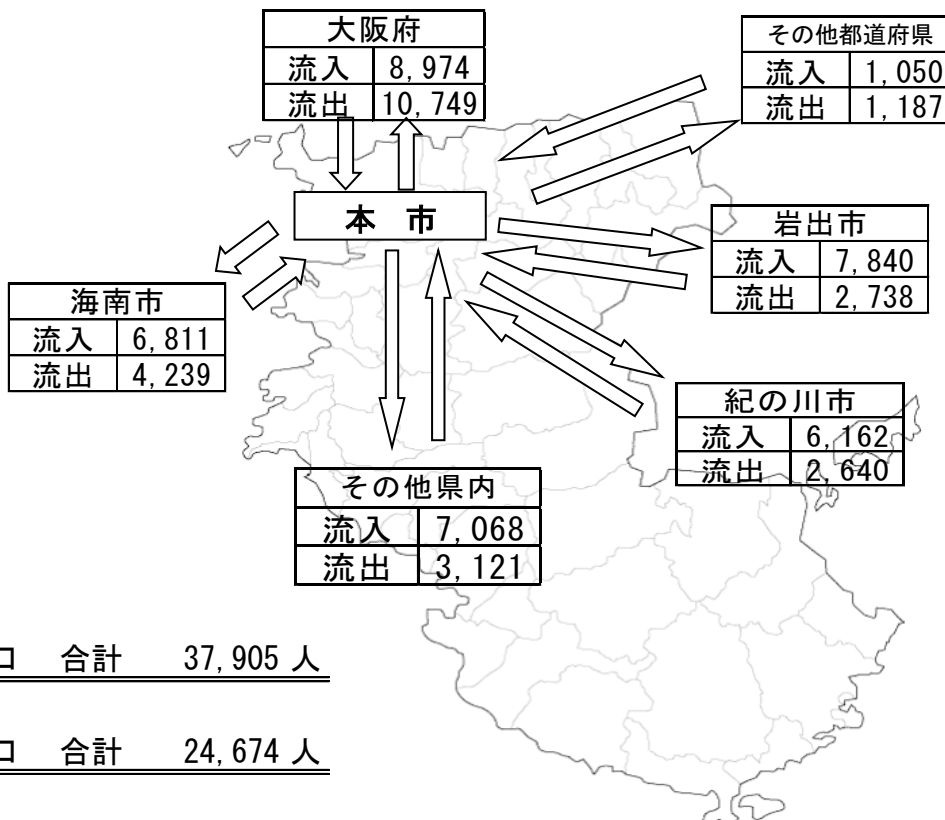 大阪府
流入 8,974
流出 10,749
その他都道府県
流入 1,050
流出 1,187
本 市
岩出市
流入 7,840
流出 2,738
海南市
流入 6,811
流出 4,239
紀の川市
流入 6,162
流出 2,640
その他県内
流入 7,068
流出 3,121
口 合計 37,905 人
口 合計 24,674 人